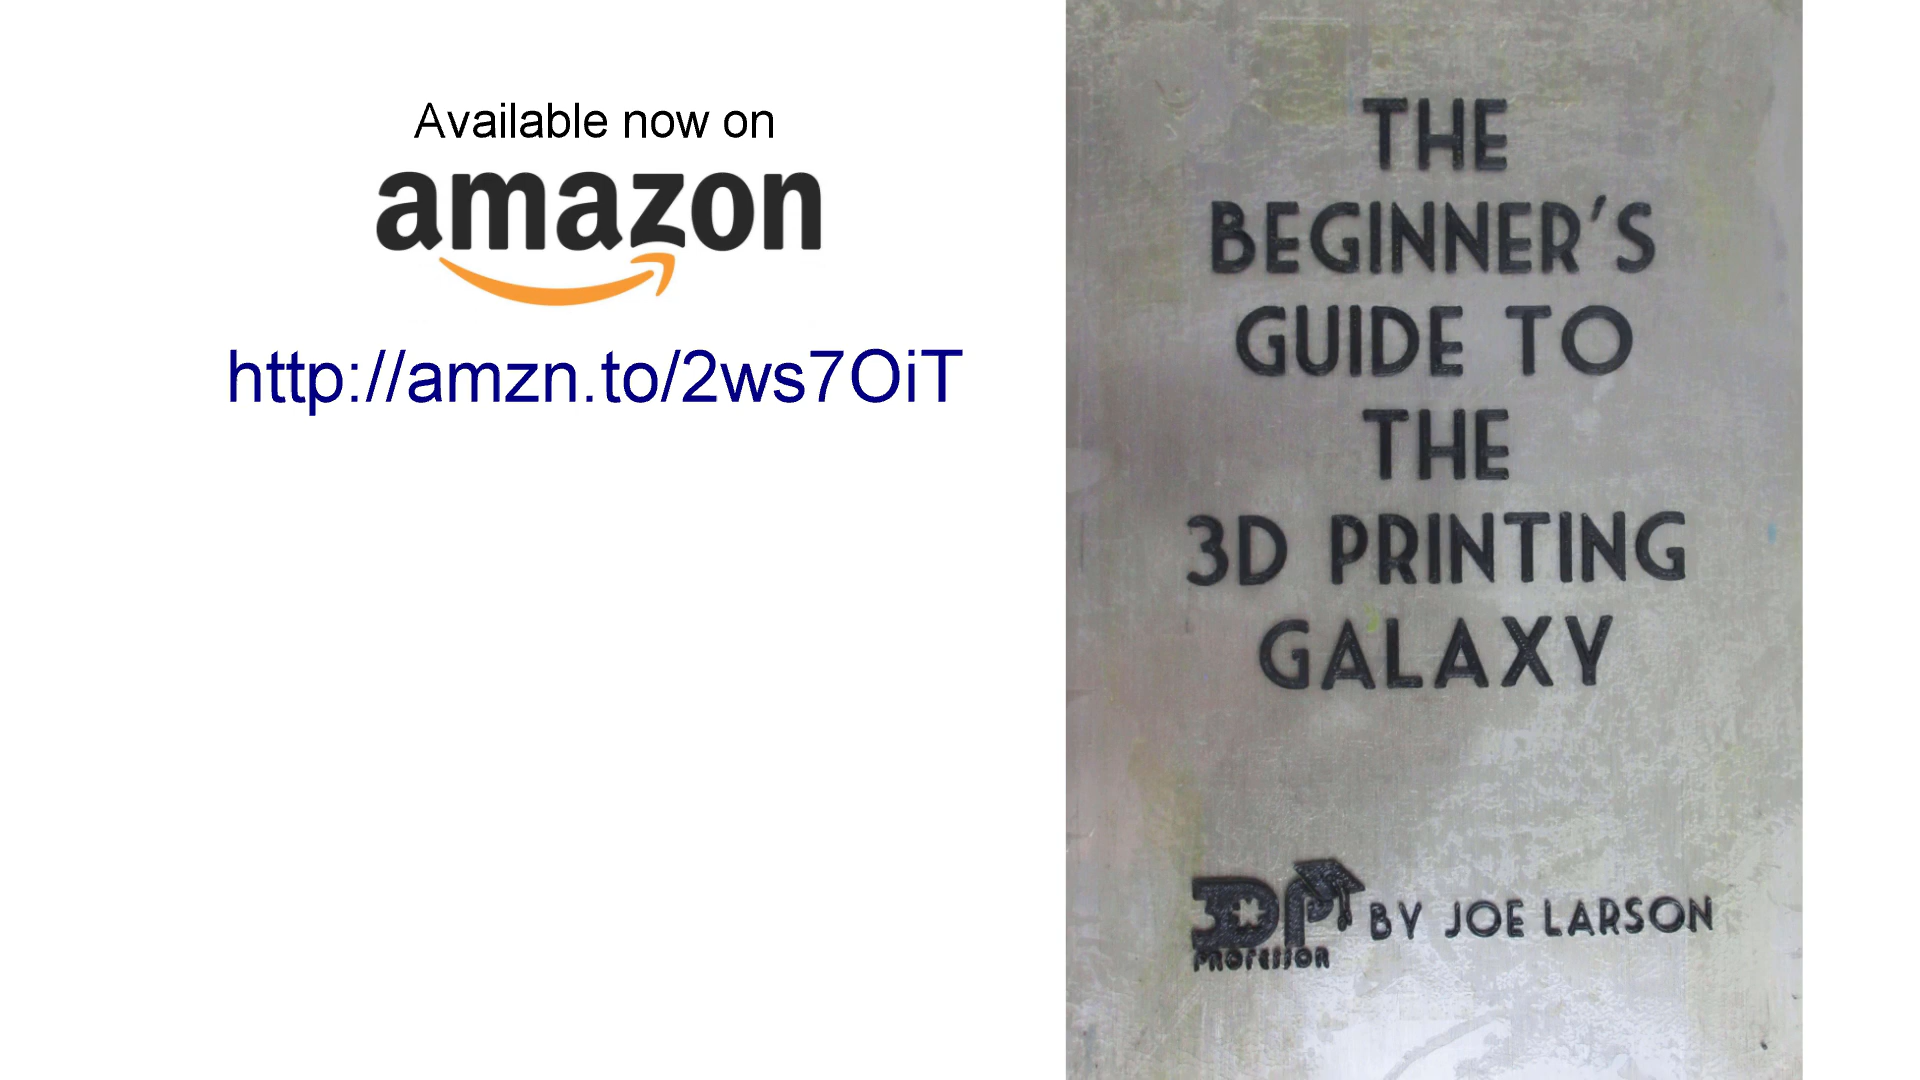 Available now on
amazon
http://amzn.to/2ws7OiT
THE
BEGINNER'S
GUIDE TO
THE
3D PRINTING
GALAXY
3DP
PROFESSOR
BY JOE LARSON